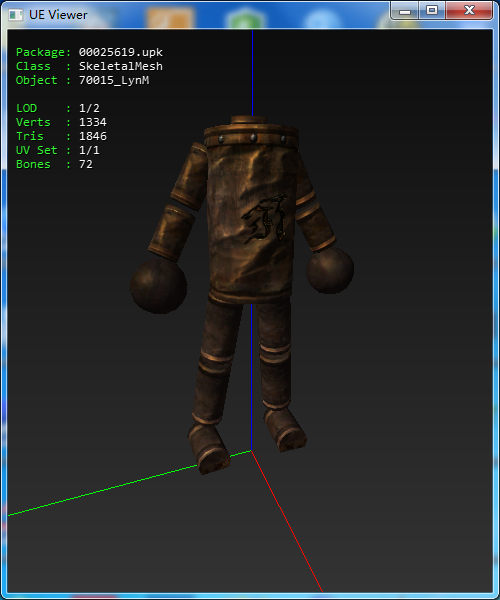 UE Viewer
Package: 00025619.upk
Class : SkeletalMesh
Object : 70015_LynM
LOD : 1/2
Verts : 1334
Tris : 1846
UV Set : 1/1
Bones : 72